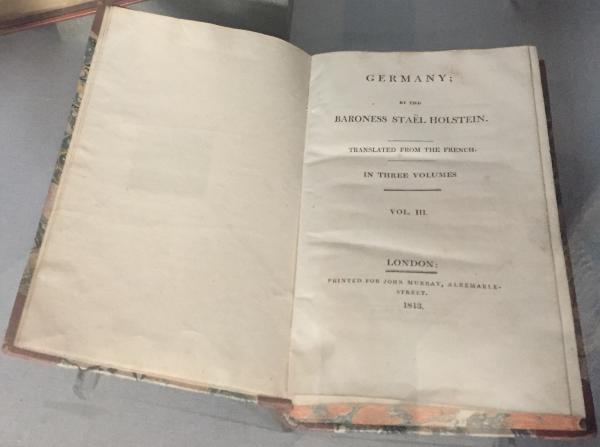 GERMANY;
BY THE
BARONESS STAËL HOLSTEIN.
TRANSLATED FROM THE FRENCH.
IN THREE VOLUMES
VOL. III.
LONDON:
PRINTED FOR JOHN MURRAY, ALBEMARLE-
STREET.
1813.